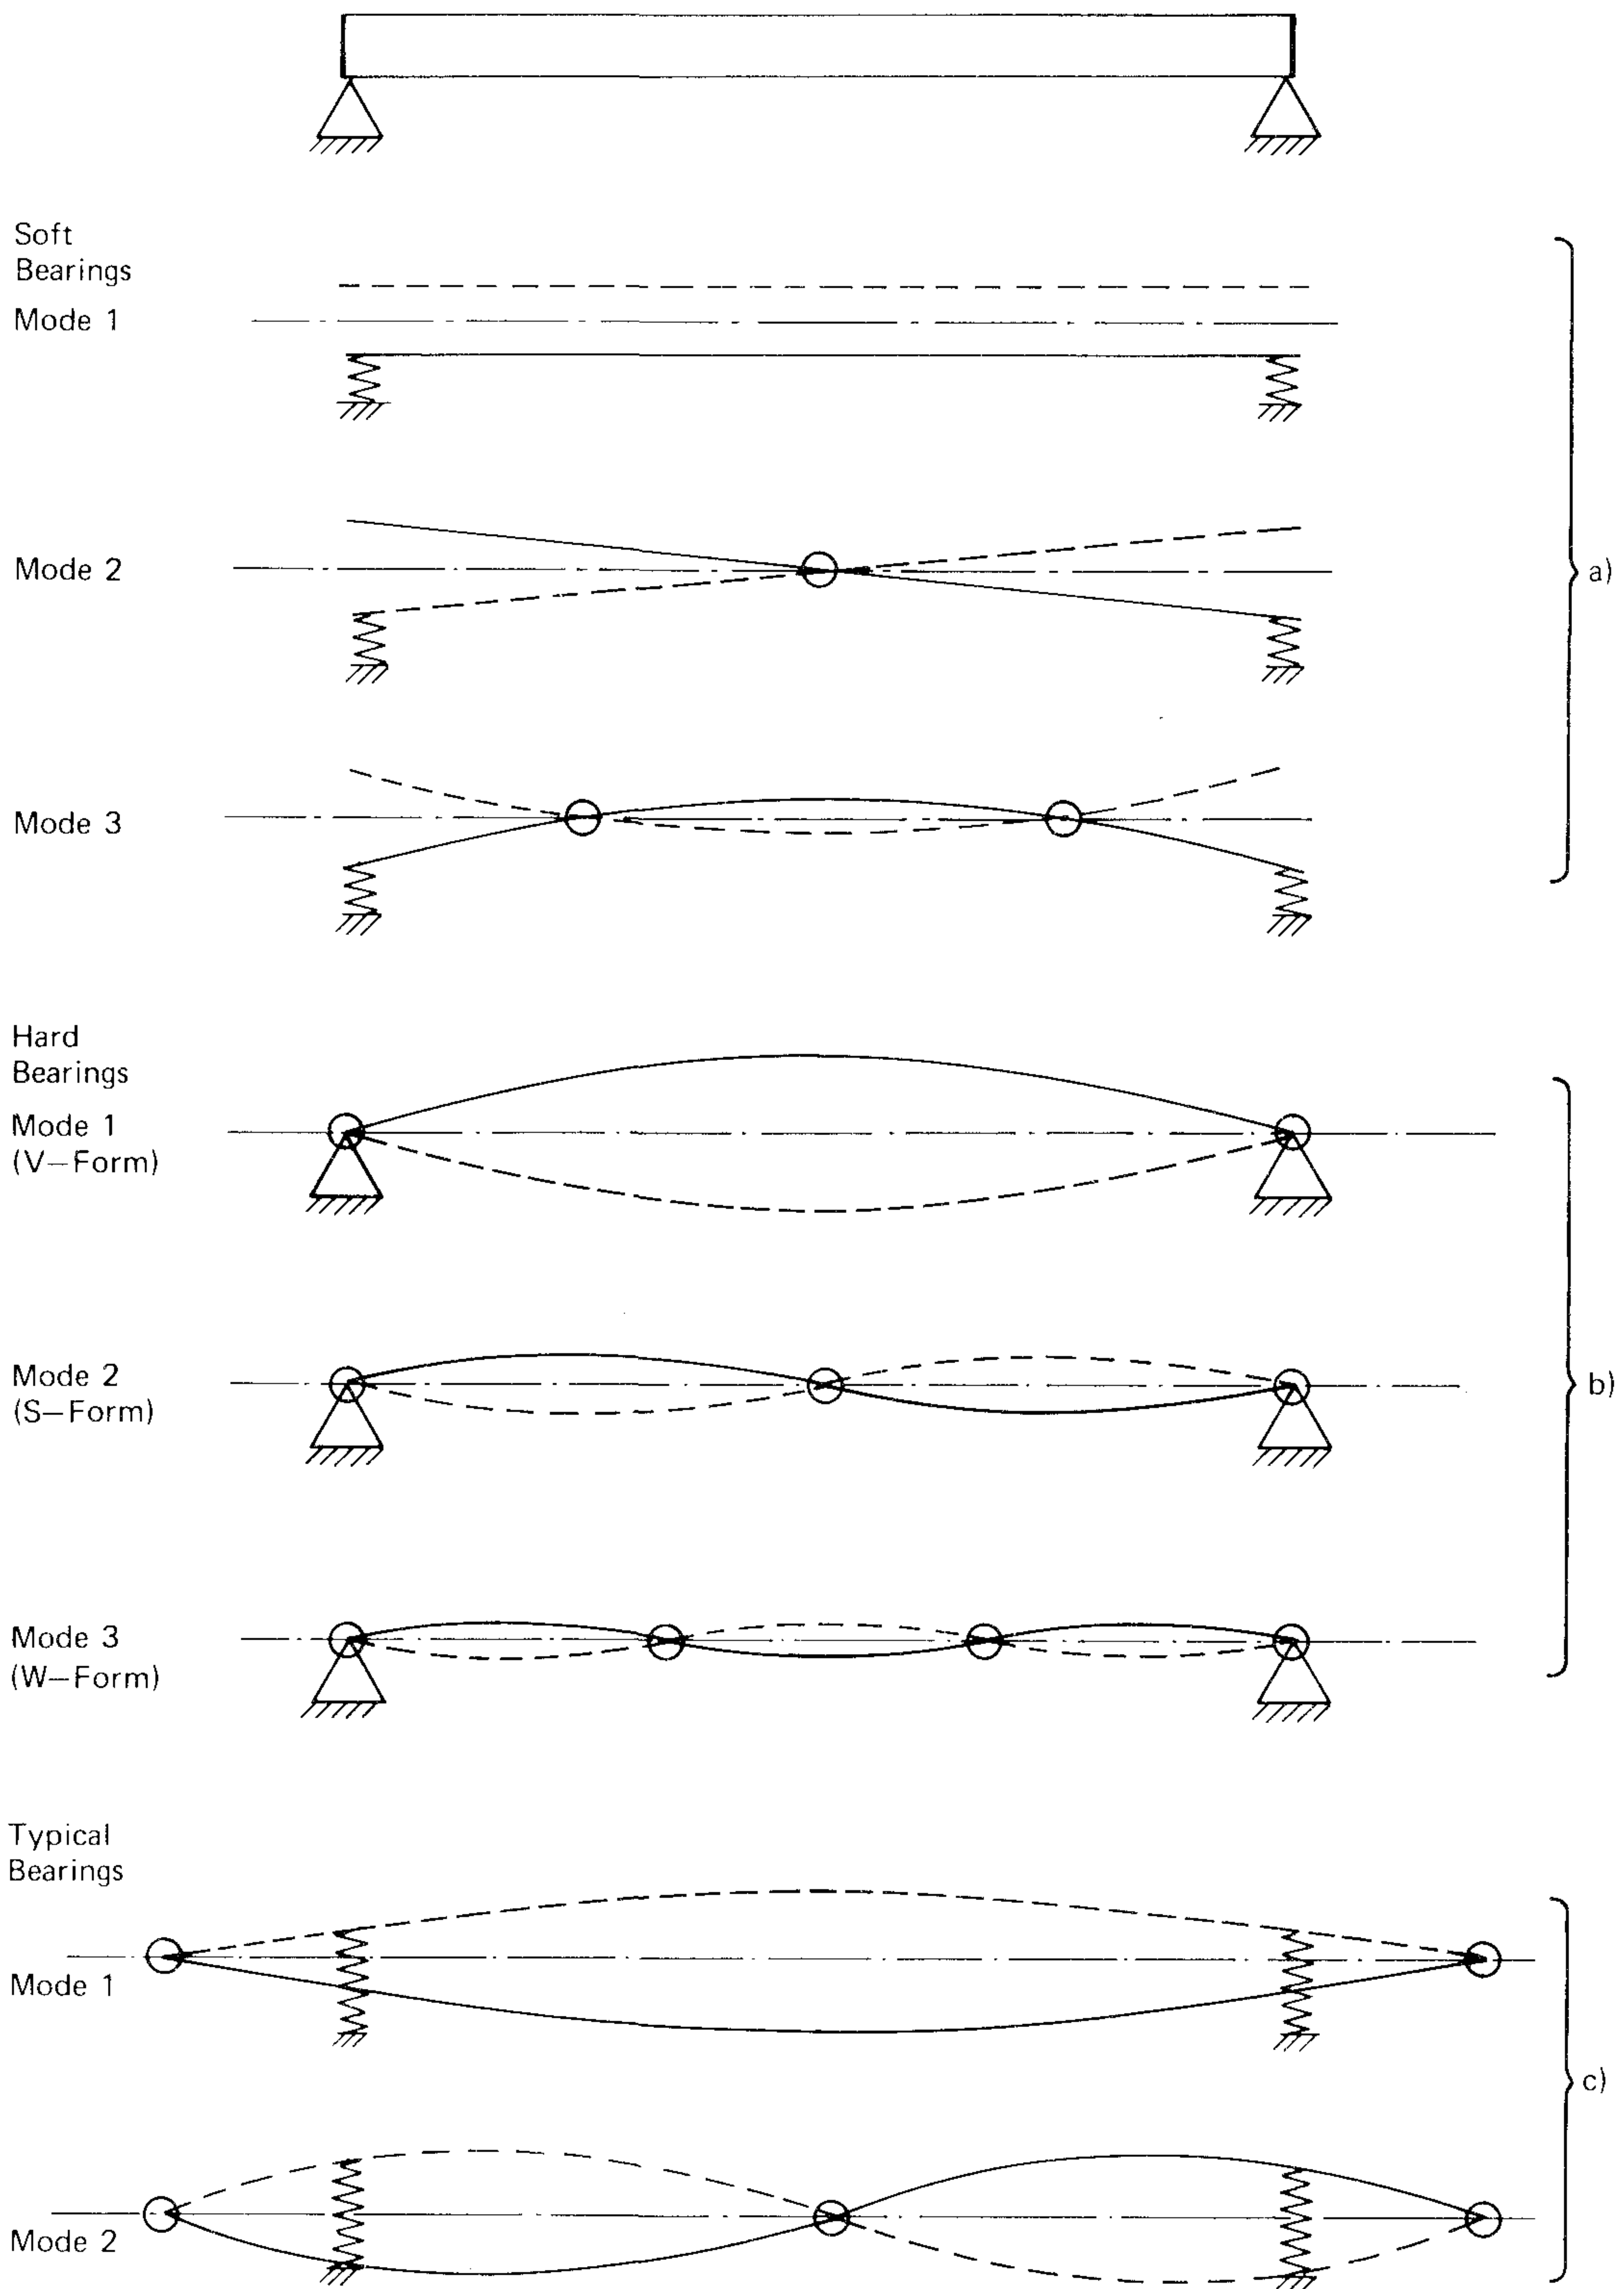 Soft
Bearings
Mode 1
Mode 2
a)
Mode 3
Hard
Bearings
Mode 1
(V—Form)
Mode 2
(S—Form)
b)
Mode 3
(W—Form)
Typical
Bearings
Mode 1
c)
Mode 2